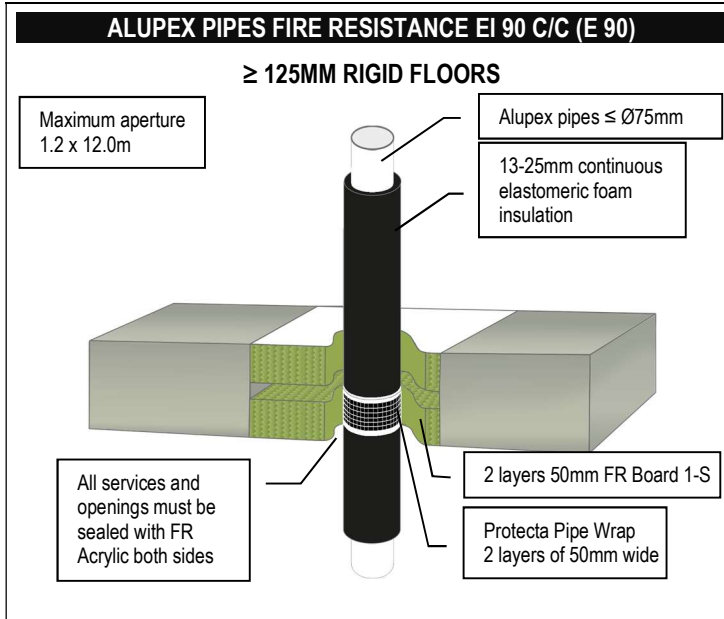 ALUPEX PIPES FIRE RESISTANCE EI 90 C/C (E 90)
≥ 125MM RIGID FLOORS
Maximum aperture
1.2 x 12.0m
Alupex pipes ≤ Ø75mm
13-25mm continuous
elastomeric foam
insulation
All services and
openings must be
sealed with FR
Acrylic both sides
2 layers 50mm FR Board 1-S
Protecta Pipe Wrap
2 layers of 50mm wide